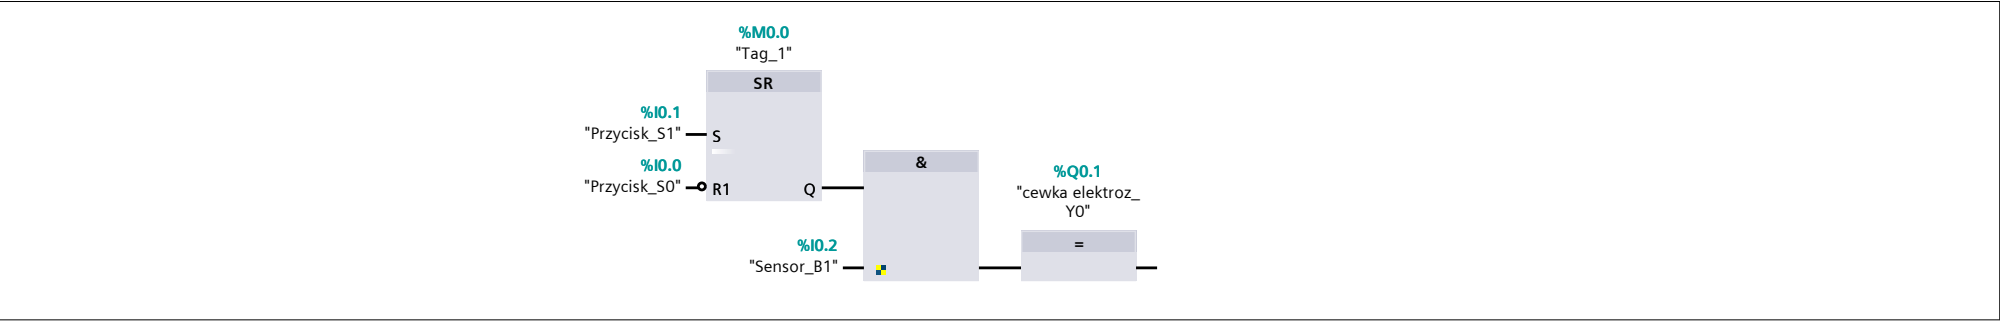 %M0.0
"Tag_1"
SR
%I0.1
"Przycisk_S1"
S
%I0.0
"Przycisk_S0"
R1
Q
&
%Q0.1
"cewka elektroz_
Y0"
%I0.2
"Sensor_B1"
=